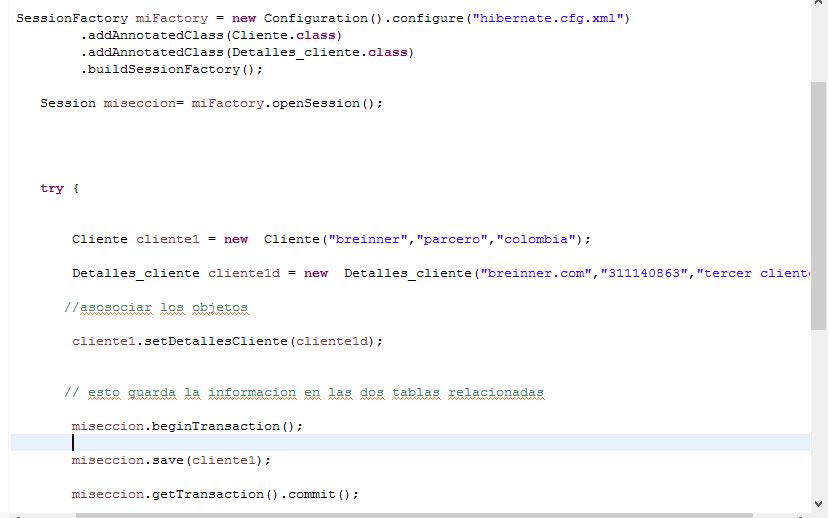 SessionFactory miFactory = new Configuration().configure("hibernate.cfg.xml")
.addAnnotatedClass(Cliente.class)
.addAnnotatedClass(Detalles_cliente.class)
.buildSessionFactory();
Session miseccion= miFactory.openSession();
try {
Cliente cliente1 = new Cliente("breinner","parcero","colombia");
Detalles_cliente cliente1d = new Detalles_cliente("breinner.com","311140863","tercer cliente
//asosociar los objetos
cliente1.setDetallesCliente(cliente1d);
// esto guarda la informacion en las dos tablas relacionadas
miseccion.beginTransaction();
miseccion.save(cliente1);
miseccion.getTransaction().commit();